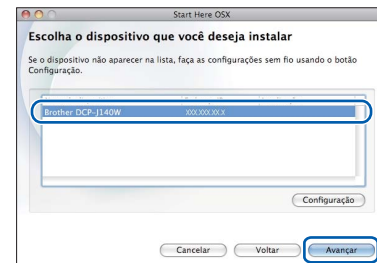 Start Here OSX
Escolha o dispositivo que você deseja instalar
Se o dispositivo não aparecer na lista, faça as configurações sem fio usando o botão
Configuração.
Brother DCP-J140W XXX.XXX.XX.X
Configuração
Cancelar Voltar Avançar